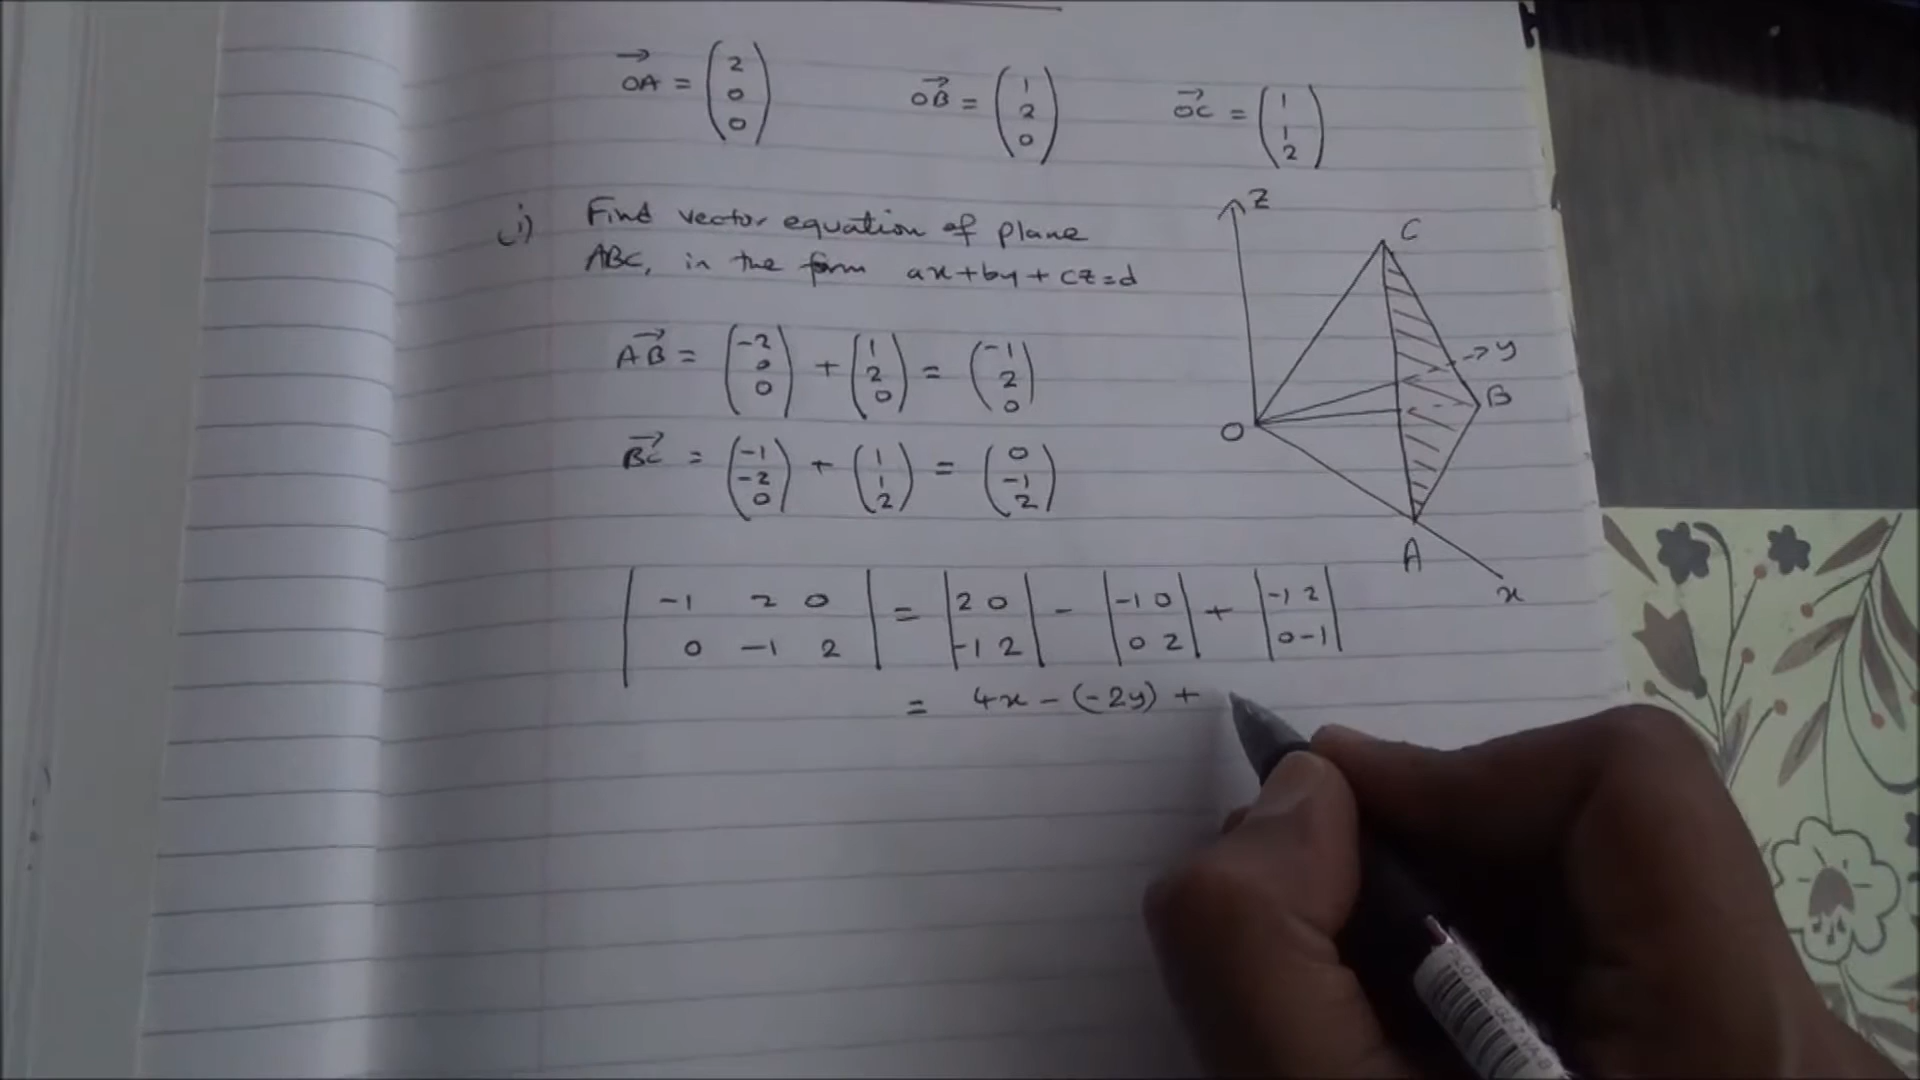 →OA = (2 0 0) →OB = (1 2 0) →OC = (1 1 2)
(i) Find vector equation of plane
ABC, in the form ax+by+cz=d
→AB = (-2 0 0) + (1 2 0) = (-1 2 0)
→BC = (-1 -2 0) + (1 1 2) = (0 -1 2)
Z
C
→y
B
O
A
x
| -1 2 0 | = |2 0| - |-1 0| + |-1 2|
| 0 -1 2 | |-1 2| |0 2| |0 -1|
= 4x - (-2y) +